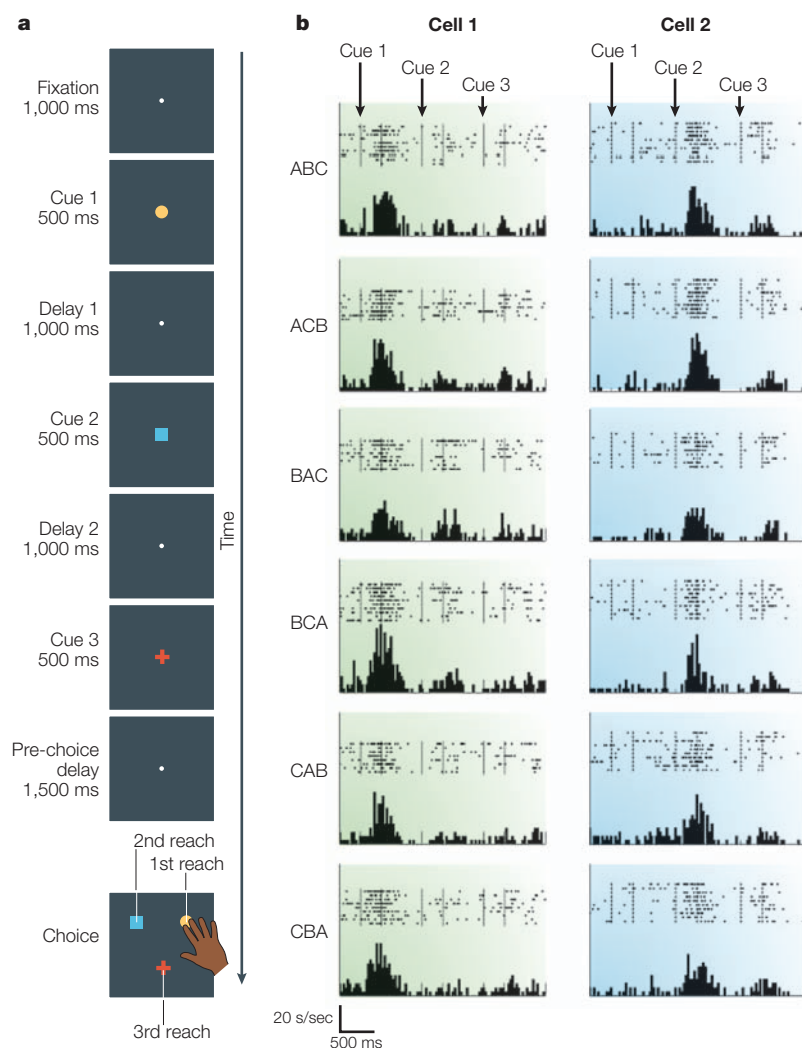 a
Fixation
1,000 ms
Cue 1
500 ms
Delay 1
1,000 ms
Cue 2
500 ms
Delay 2
1,000 ms
Cue 3
500 ms
Pre-choice
delay
1,500 ms
2nd reach
1st reach
Choice
3rd reach
Time
b
Cell 1
Cell 2
Cue 1
Cue 2
Cue 3
Cue 1
Cue 2
Cue 3
ABC
ACB
BAC
BCA
CAB
CBA
20 s/sec
500 ms